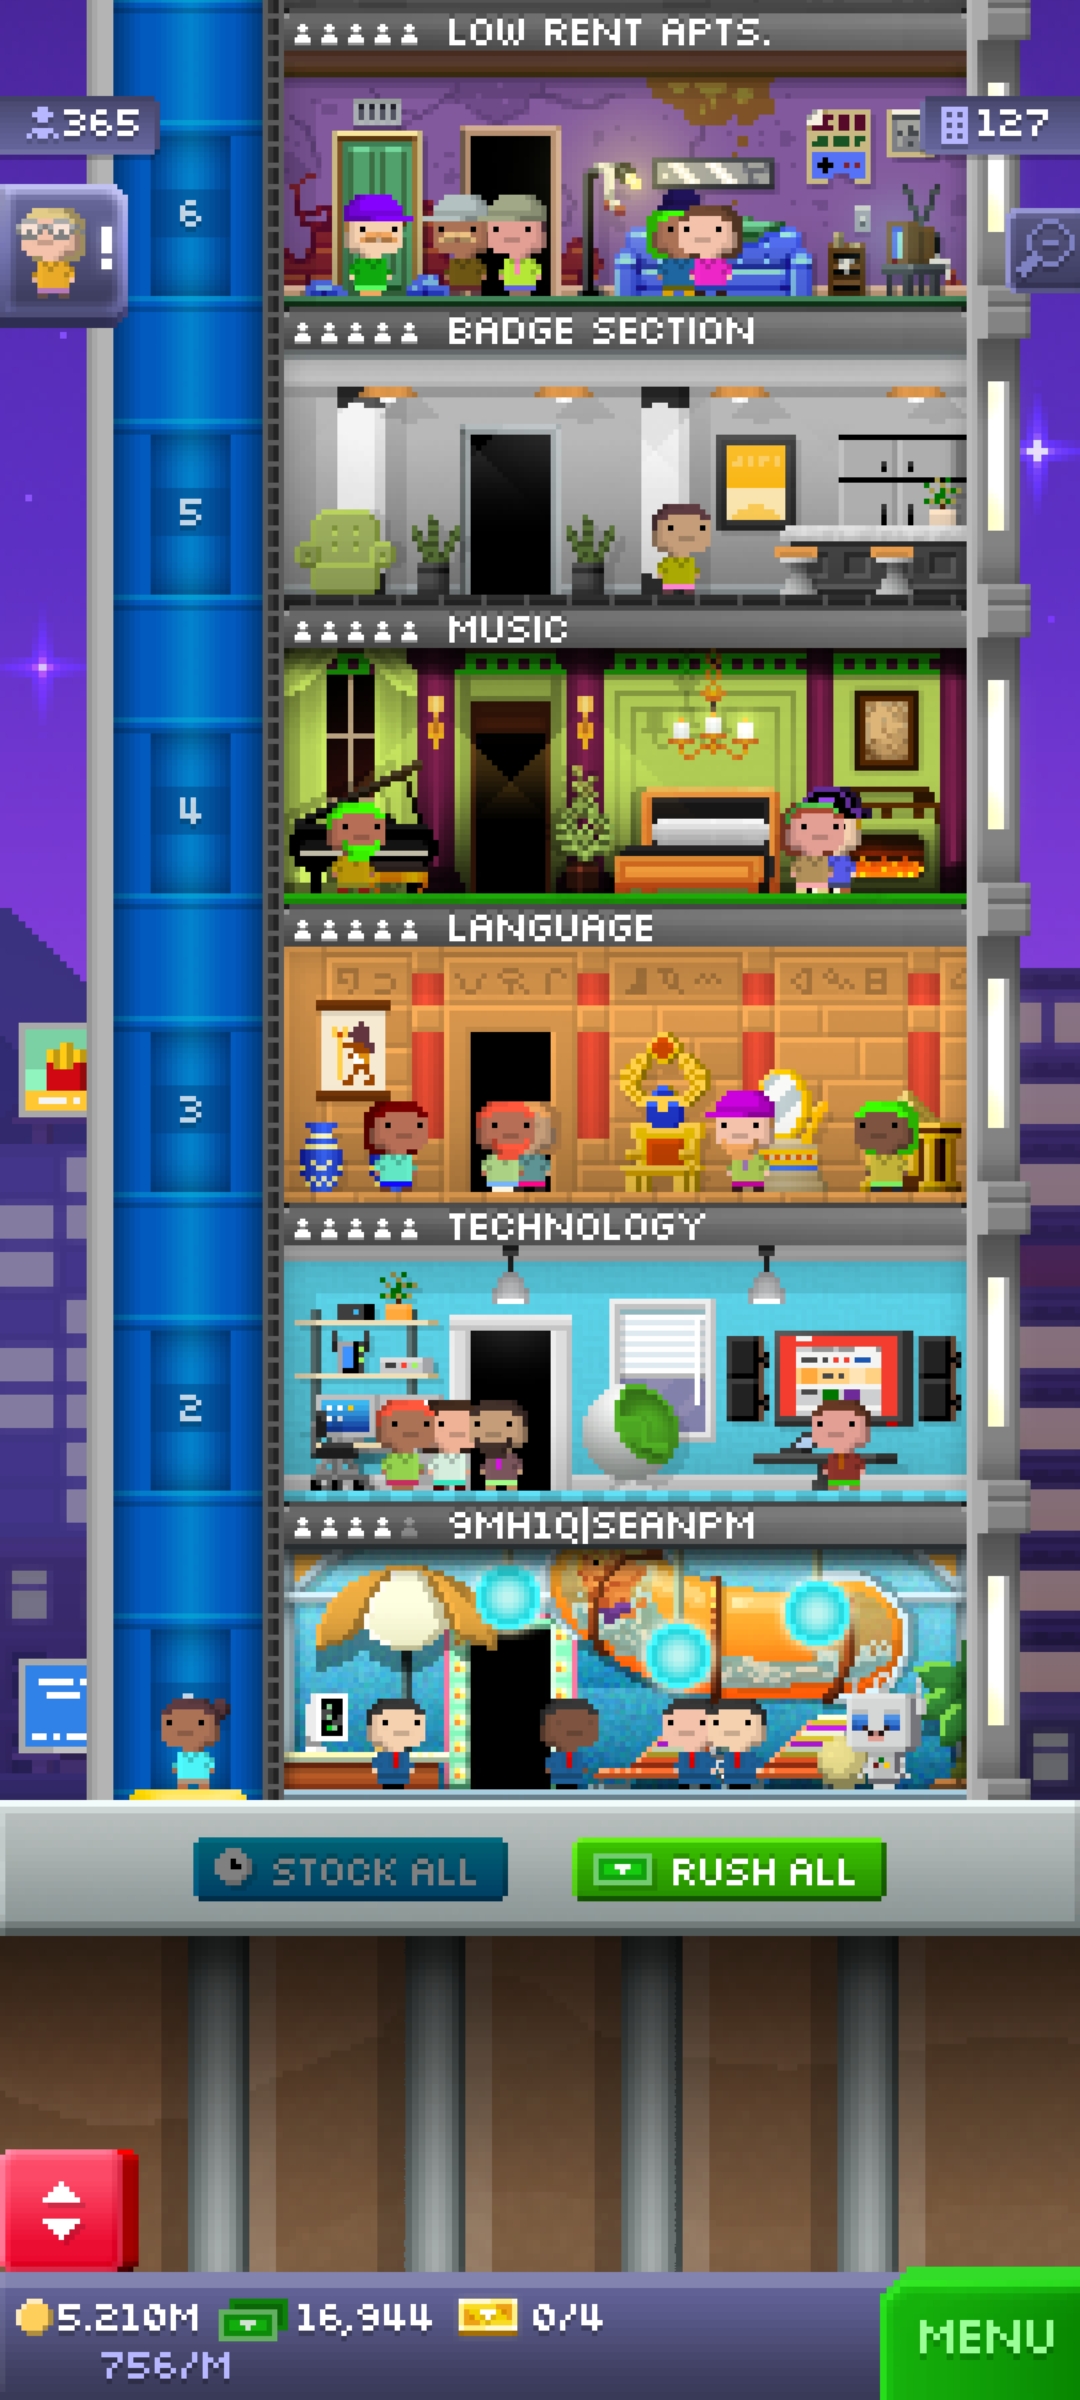 LOW RENT APTS.
365
127
6
!
BADGE SECTION
5
MUSIC
4
LANGUAGE
3
TECHNOLOGY
2
9MH1Q|SEANPM
STOCK ALL
RUSH ALL
5.210M
16,944
0/4
756/M
MENU